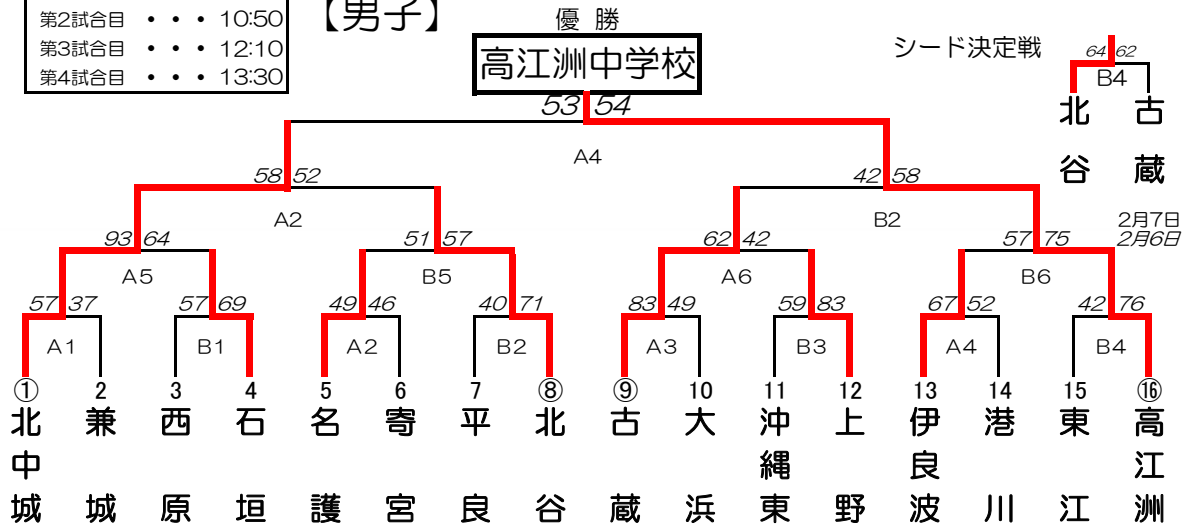 第2試合目 ・・・ 10:50
第3試合目 ・・・ 12:10
第4試合目 ・・・ 13:30
【男子】
優勝
高江洲中学校
シード決定戦
64 62
B4
北谷 古蔵
53 54
A4
58 52 42 58
A2 B2
2月7日
2月6日
93 64 51 57 62 42 57 75
A5 B5 A6 B6
57 37 57 69 49 46 40 71 83 49 59 83 67 52 42 76
A1 B1 A2 B2 A3 B3 A4 B4
① 2 3 4 5 6 7 ⑧ ⑨ 10 11 12 13 14 15 ⑯
北中城 兼城 西原 石垣 名護 寄宮 平良 北谷 古蔵 大浜 沖縄東 上野 伊良波 港川 東江 高江洲